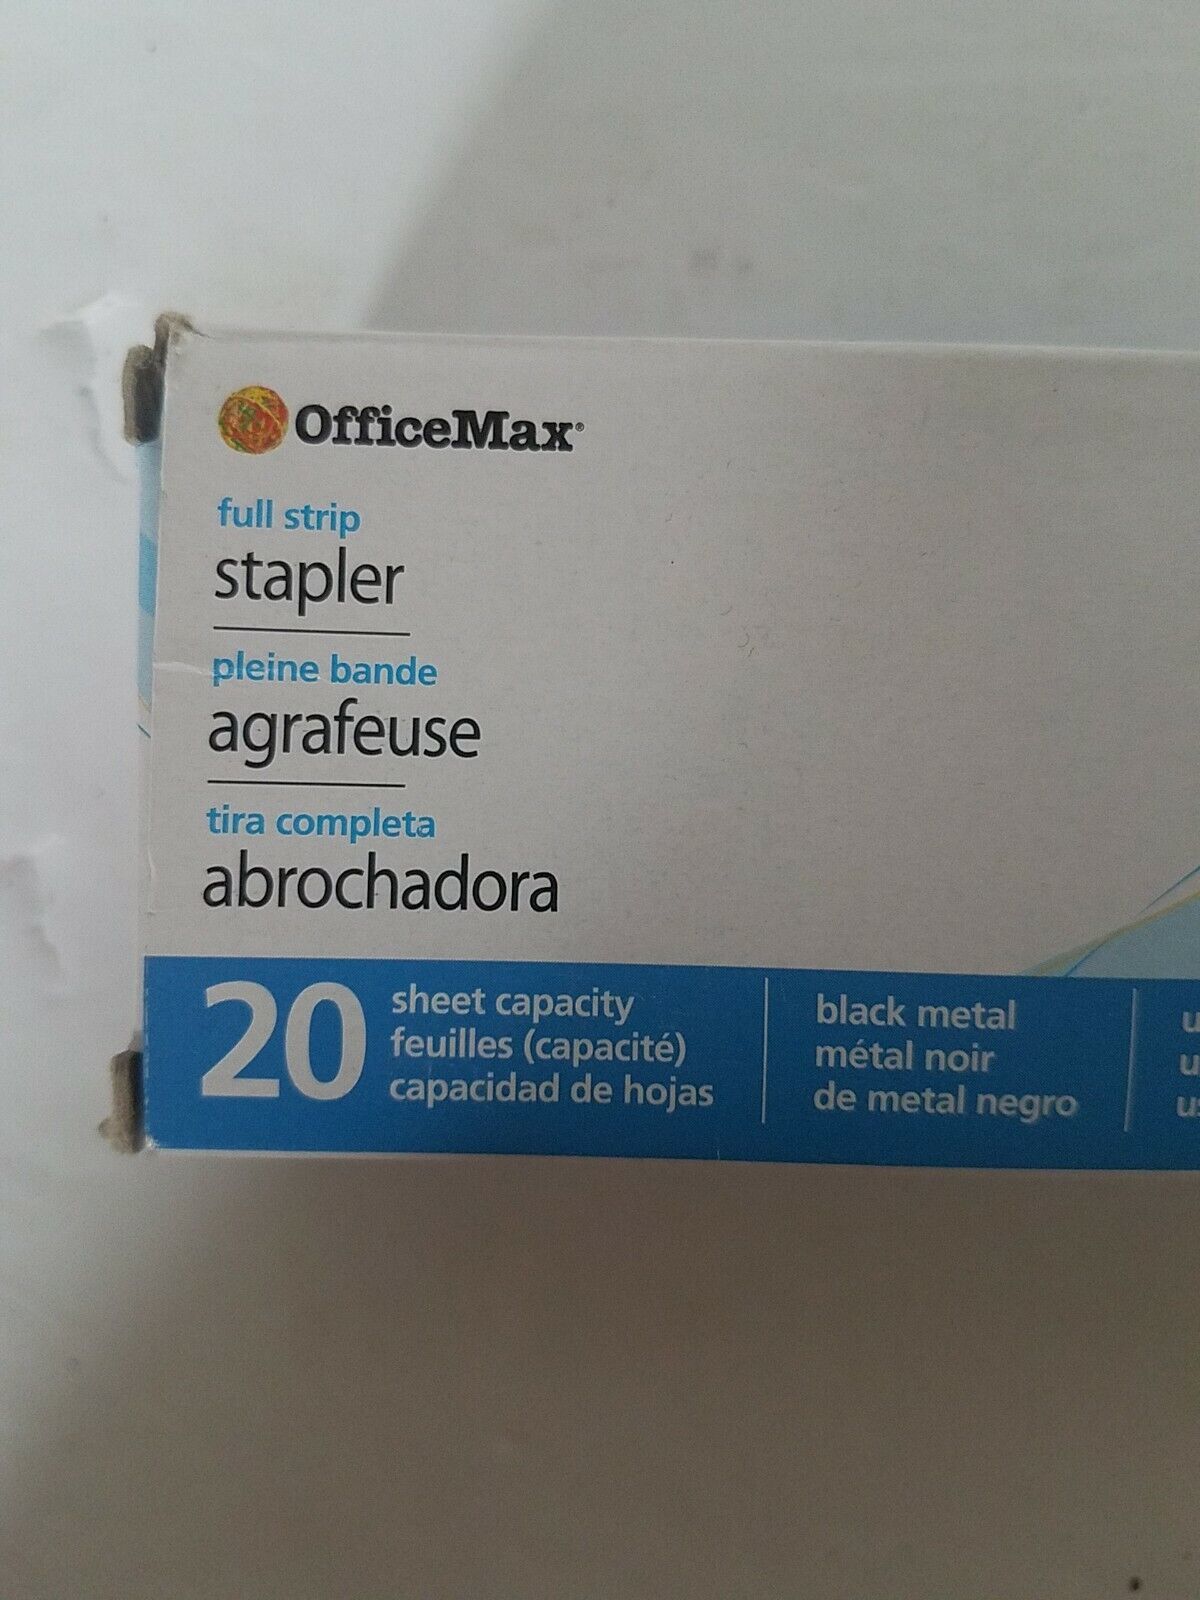 OfficeMax®
full strip
stapler
pleine bande
agrafeuse
tira completa
abrochadora
20
sheet capacity
feuilles (capacité)
capacidad de hojas
black metal
métal noir
de metal negro